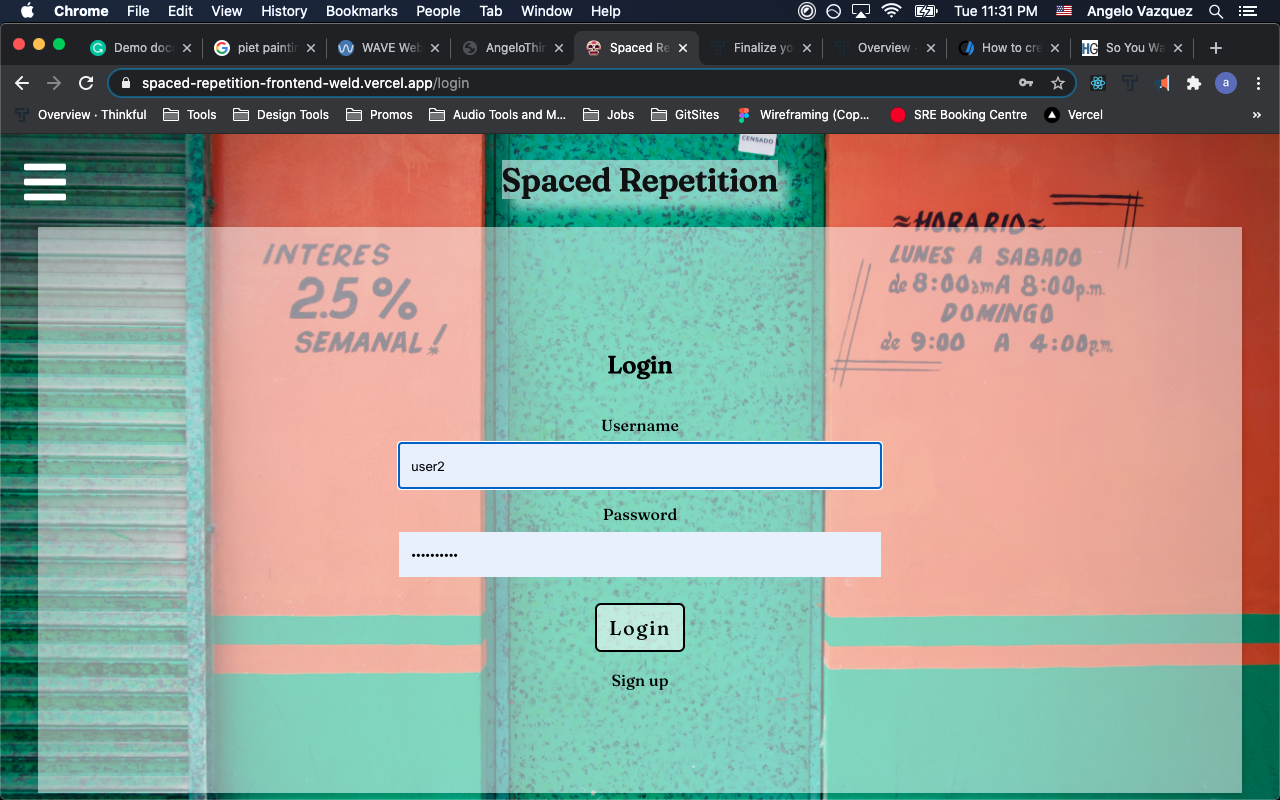 Chrome File Edit View History Bookmarks People Tab Window Help Tue 11:31 PM Angelo Vazquez
Demo doc piet painti WAVE Web AngeloThin Spaced Re Finalize yo Overview - How to cre So You Wa
spaced-repetition-frontend-weld.vercel.app/login a
Overview · Thinkful Tools Design Tools Promos Audio Tools and M... Jobs GitSites Wireframing (Cop... SRE Booking Centre Vercel »
CENSADO
Spaced Repetition
INTERES
2.5 %
SEMANAL!
≈HORARIO≈
LUNES A SABADO
de 8:00am A 8:00p.m.
DOMINGO
de 9:00 A 4:00p.m.
Login
Username
user2
Password
Login
Sign up